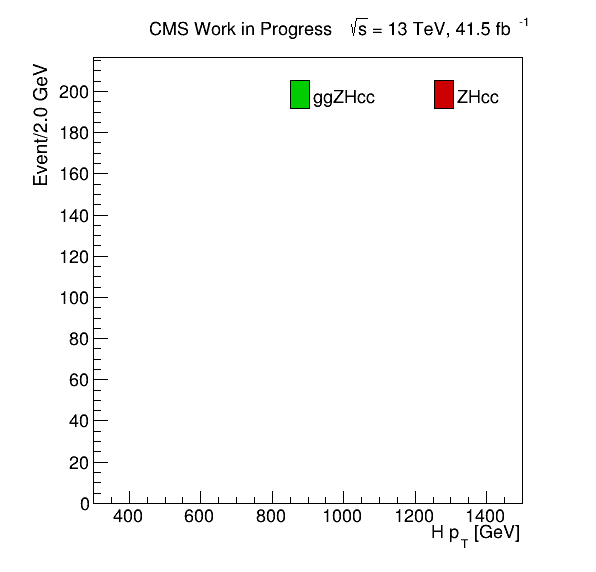 CMS Work in Progress √s = 13 TeV, 41.5 fb⁻¹
Event/2.0 GeV
ggZHcc ZHcc
200
180
160
140
120
100
80
60
40
20
0
400 600 800 1000 1200 1400
H p_T [GeV]